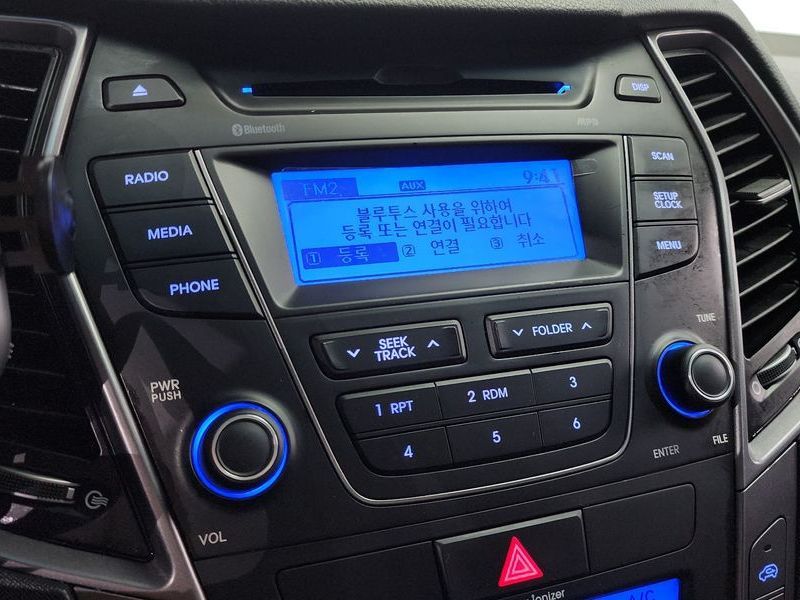 DISP
Bluetooth
MP3
RADIO
MEDIA
PHONE
FM2 AUX 9:41
블루투스 사용을 위하여
등록 또는 연결이 필요합니다
1 등록 2 연결 3 취소
SCAN
SETUP
CLOCK
MENU
SEEK
TRACK
FOLDER
TUNE
PWR
PUSH
1 RPT
2 RDM
3
4
5
6
ENTER
FILE
VOL
Ionizer
A/C